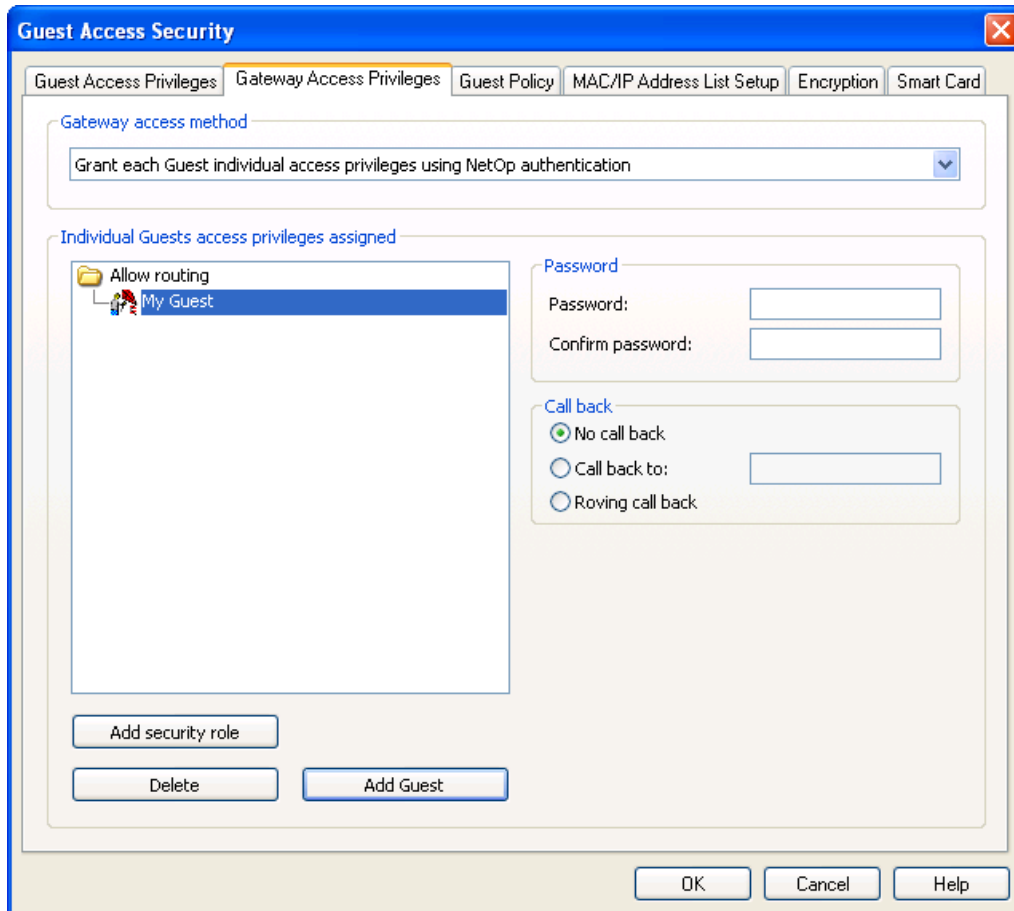 Guest Access Security
Guest Access Privileges
Gateway Access Privileges
Guest Policy
MAC/IP Address List Setup
Encryption
Smart Card
Gateway access method
Grant each Guest individual access privileges using NetOp authentication
Individual Guests access privileges assigned
Allow routing
My Guest
Password
Password:
Confirm password:
Call back
No call back
Call back to:
Roving call back
Add security role
Delete
Add Guest
OK
Cancel
Help